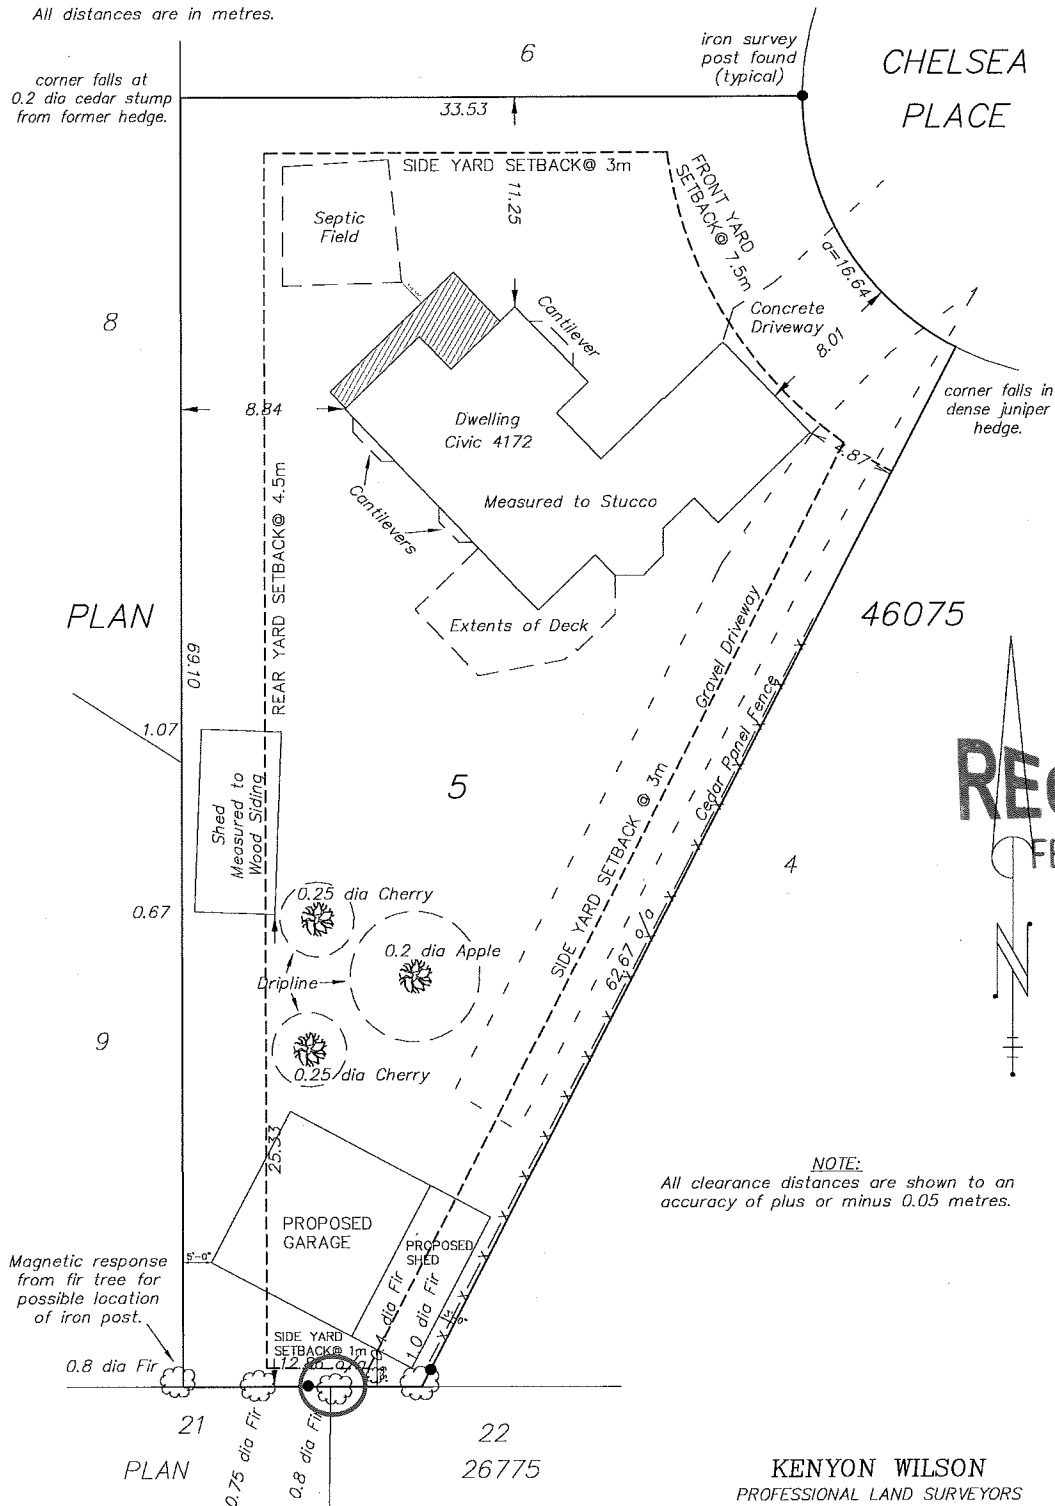 All distances are in metres.
6
iron survey
post found
(typical)
CHELSEA
PLACE
corner falls at
0.2 dia cedar stump
from former hedge.
33.53
SIDE YARD SETBACK@ 3m
11.25
FRONT YARD
SETBACK@ 7.5m
a=16.64
Septic
Field
Cantilever
Concrete
Driveway
8.01
8
8.84
Dwelling
Civic 4172
corner falls in
dense juniper
hedge.
4.87
Cantilevers
Measured to Stucco
REAR YARD SETBACK@ 4.5m
PLAN
46075
Extents of Deck
69.10
Gravel Driveway
Cedar Panel Fence
1.07
5
Shed
Measured to
Wood Siding
SIDE YARD SETBACK @ 3m
4
0.67
0.25 dia Cherry
0.2 dia Apple
62.67 o/a
Dripline
N
9
0.25 dia Cherry
25.33
NOTE:
All clearance distances are shown to an
accuracy of plus or minus 0.05 metres.
PROPOSED
GARAGE
PROPOSED
SHED
5'-0"
Magnetic response
from fir tree for
possible location
of iron post.
dia Fir
1.0 dia Fir
SIDE YARD
SETBACK@ 1m
0.8 dia Fir
21
0.75 dia Fir
0.8 dia Fir
22
PLAN
26775
KENYON WILSON
PROFESSIONAL LAND SURVEYORS